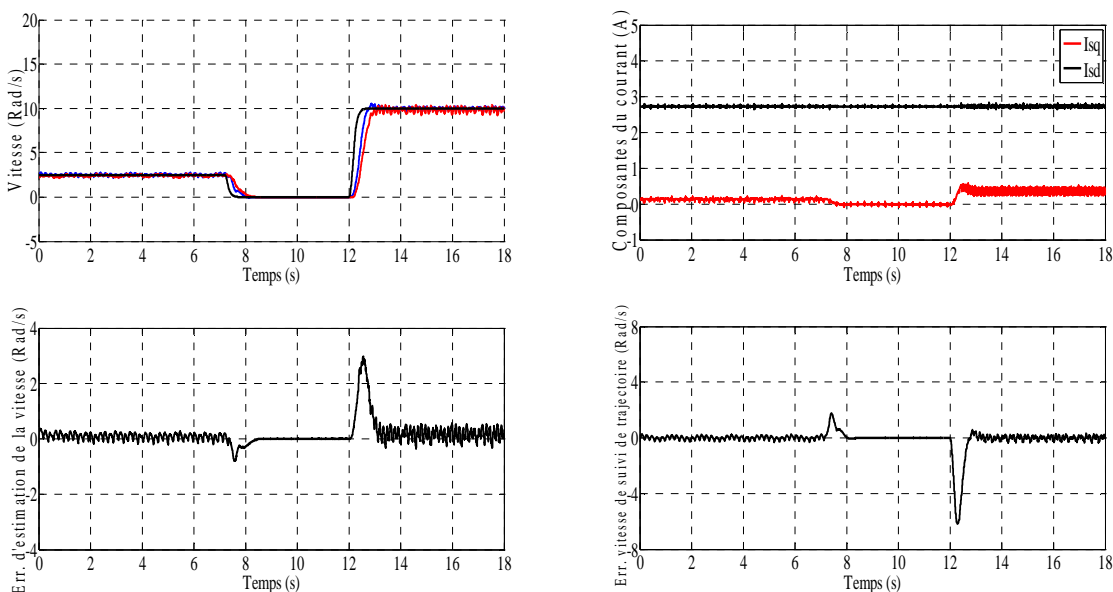 20
15
10
5
0
-5
Vitesse (Rad/s)
0 2 4 6 8 10 12 14 16 18
Temps (s)
5
4
3
2
1
0
-1
Composantes du courant (A)
Isq
Isd
0 2 4 6 8 10 12 14 16 18
Temps (s)
4
2
0
-2
-4
Err. d'estimation de la vitesse (Rad/s)
0 2 4 6 8 10 12 14 16 18
Temps (s)
8
4
0
-4
-8
Err. vitesse de suivi de trajectoire (Rad/s)
0 2 4 6 8 10 12 14 16 18
Temps (s)